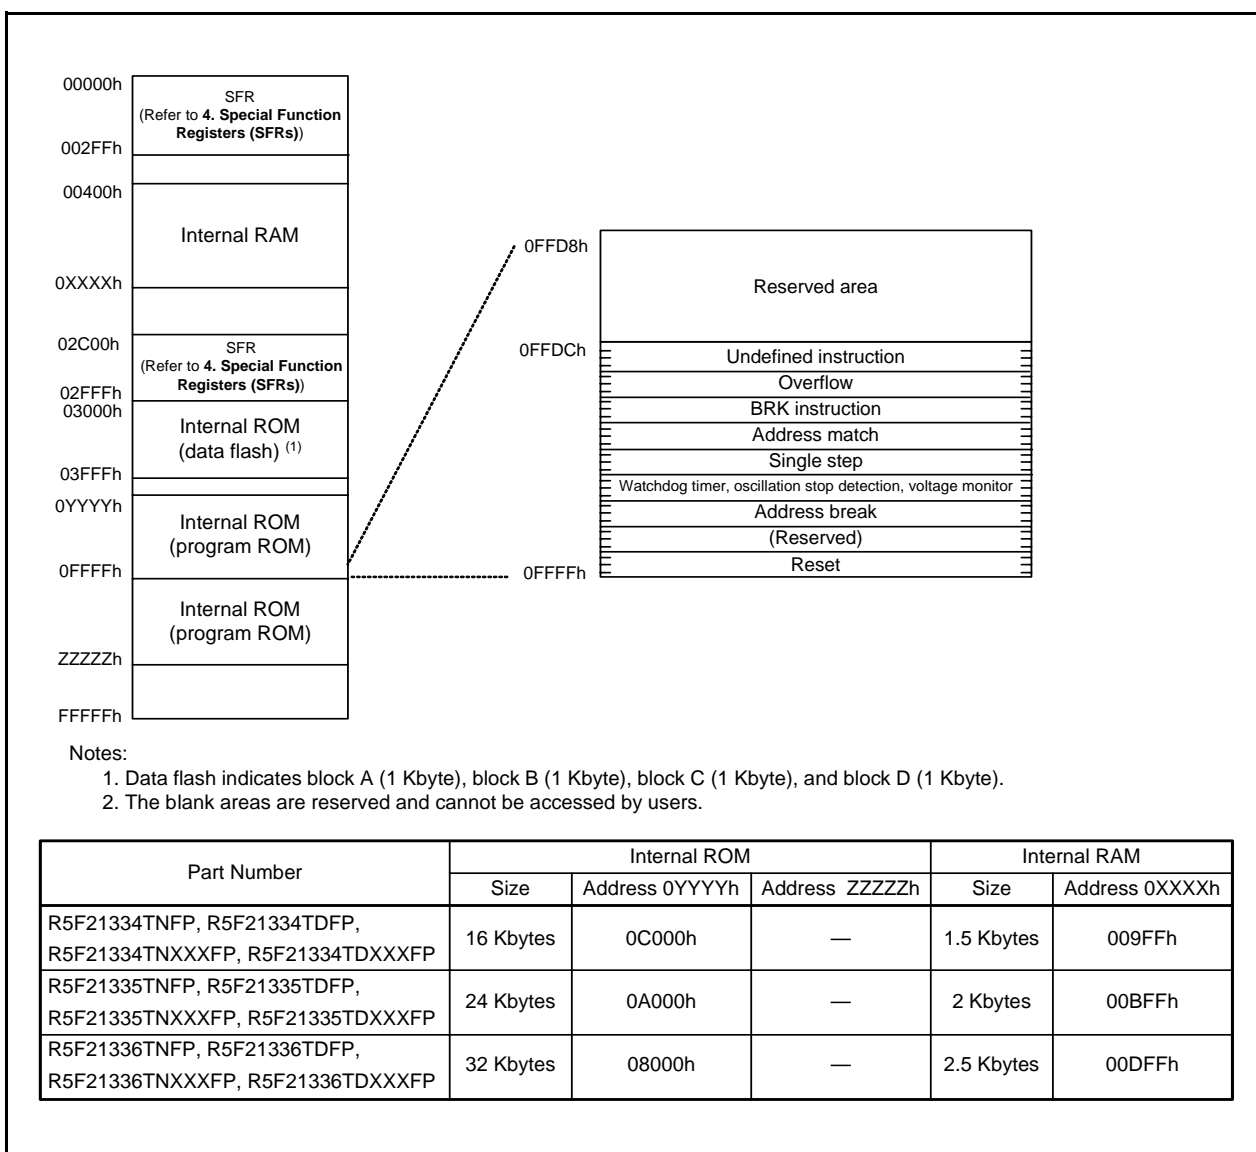 00000h
SFR
(Refer to 4. Special Function
Registers (SFRs))
002FFh
00400h
Internal RAM
0XXXXh
02C00h
SFR
(Refer to 4. Special Function
Registers (SFRs))
02FFFh
03000h
Internal ROM
(data flash) (1)
03FFFh
0YYYYh
Internal ROM
(program ROM)
0FFFFh
Internal ROM
(program ROM)
ZZZZZh
FFFFFh
0FFD8h
Reserved area
0FFDCh
Undefined instruction
Overflow
BRK instruction
Address match
Single step
Watchdog timer, oscillation stop detection, voltage monitor
Address break
(Reserved)
Reset
0FFFFh
Notes:
1. Data flash indicates block A (1 Kbyte), block B (1 Kbyte), block C (1 Kbyte), and block D (1 Kbyte).
2. The blank areas are reserved and cannot be accessed by users.
Part Number Internal ROM Internal RAM
Size Address 0YYYYh Address ZZZZZh Size Address 0XXXXh
R5F21334TNFP, R5F21334TDFP,
R5F21334TNXXXFP, R5F21334TDXXXFP
16 Kbytes 0C000h — 1.5 Kbytes 009FFh
R5F21335TNFP, R5F21335TDFP,
R5F21335TNXXXFP, R5F21335TDXXXFP
24 Kbytes 0A000h — 2 Kbytes 00BFFh
R5F21336TNFP, R5F21336TDFP,
R5F21336TNXXXFP, R5F21336TDXXXFP
32 Kbytes 08000h — 2.5 Kbytes 00DFFh